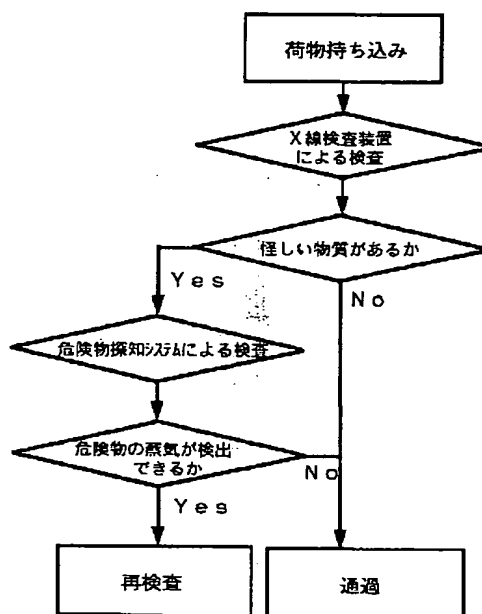 荷物持ち込み
X線検査装置
による検査
怪しい物質があるか
Yes
No
危険物探知システムによる検査
危険物の蒸気が検出
できるか
No
Yes
再検査
通過